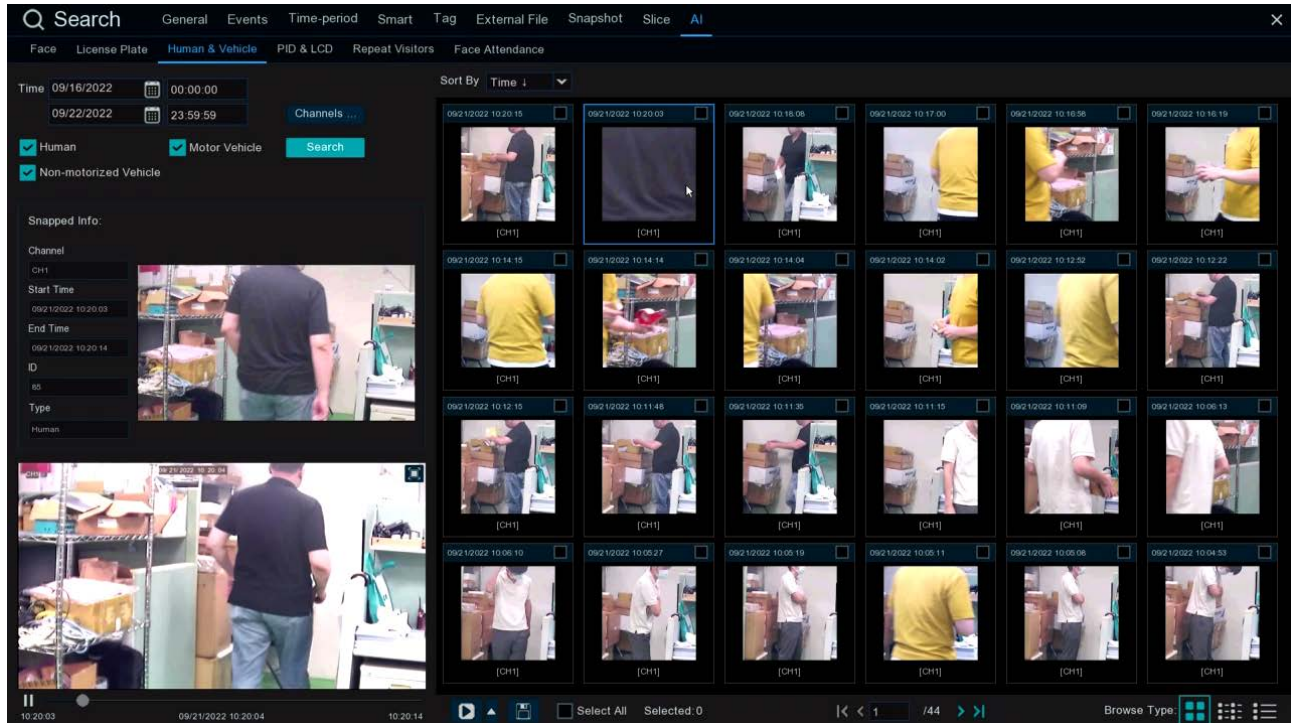 Search General Events Time-period Smart Tag External File Snapshot Slice AI
Face License Plate Human & Vehicle PID & LCD Repeat Visitors Face Attendance
Time 09/16/2022 00:00:00
09/22/2022 23:59:59 Channels ...
Human Motor Vehicle Search
Non-motorized Vehicle
Snapped Info:
Channel
CH1
Start Time
09/21/2022 10:20:03
End Time
09/21/2022 10:20:14
ID
65
Type
Human
CH1 09/21/2022 10:20:04
10:20:03 09/21/2022 10:20:04 10:20:14
Sort By Time ↓
09/21/2022 10:20:15 09/21/2022 10:20:03 09/21/2022 10:18:08 09/21/2022 10:17:00 09/21/2022 10:16:58 09/21/2022 10:16:19
[CH1] [CH1] [CH1] [CH1] [CH1] [CH1]
09/21/2022 10:14:15 09/21/2022 10:14:14 09/21/2022 10:14:04 09/21/2022 10:14:02 09/21/2022 10:12:52 09/21/2022 10:12:22
[CH1] [CH1] [CH1] [CH1] [CH1] [CH1]
09/21/2022 10:12:15 09/21/2022 10:11:48 09/21/2022 10:11:35 09/21/2022 10:11:15 09/21/2022 10:11:09 09/21/2022 10:06:13
[CH1] [CH1] [CH1] [CH1] [CH1] [CH1]
09/21/2022 10:06:10 09/21/2022 10:05:27 09/21/2022 10:05:19 09/21/2022 10:05:11 09/21/2022 10:05:06 09/21/2022 10:04:53
[CH1] [CH1] [CH1] [CH1] [CH1] [CH1]
Select All Selected:0 1 /44 Browse Type: